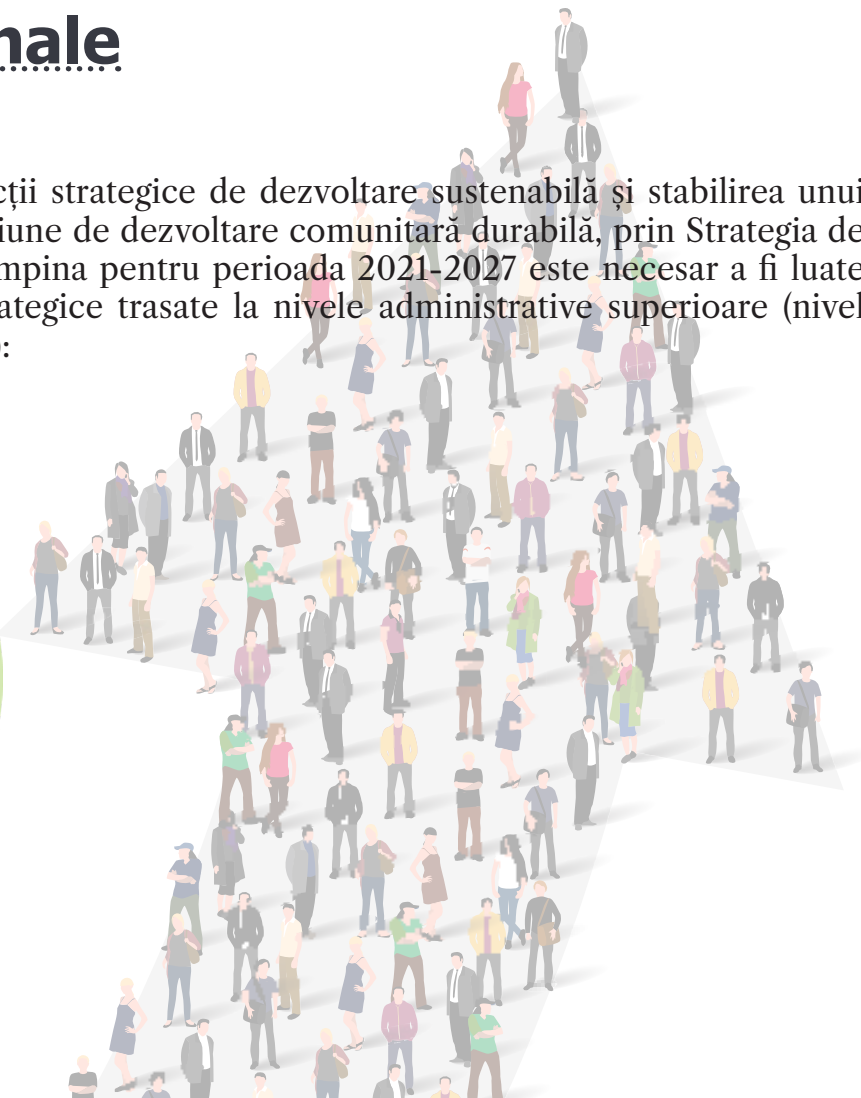 nale
cții strategice de dezvoltare sustenabilă și stabilirea unui
iune de dezvoltare comunitară durabilă, prin Strategia de
mpina pentru perioada 2021-2027 este necesar a fi luate
ategice trasate la nivele administrative superioare (nivel
):